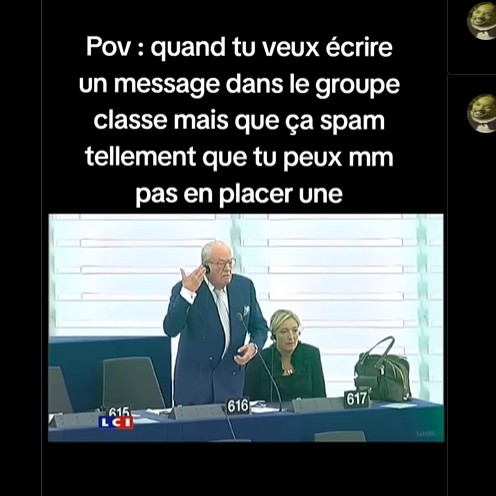 Pov : quand tu veux écrire
un message dans le groupe
classe mais que ça spam
tellement que tu peux mm
pas en placer une
616
617
615
LCI